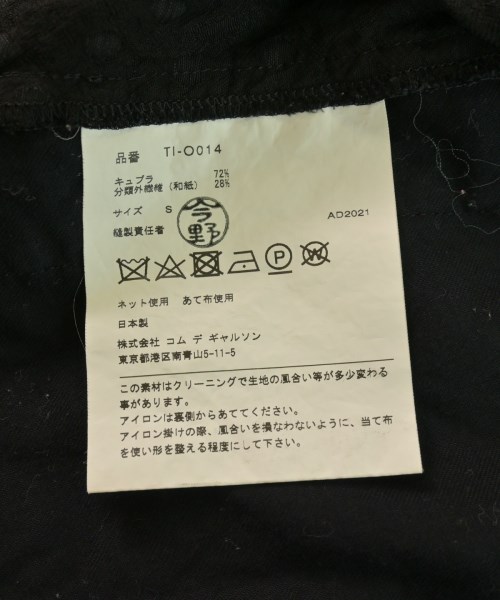 品番 TI-O014
キュプラ 72%
分類外繊維（和紙） 28%
サイズ S
縫製責任者 今野
AD2021
P W
ネット使用 あて布使用
日本製
株式会社 コム デ ギャルソン
東京都港区南青山5-11-5
この素材はクリーニングで生地の風合い等が多少変わる
事があります。
アイロンは裏側からあててください。
アイロン掛けの際、風合いを損なわないように、当て布
を使い形を整える程度にして下さい。